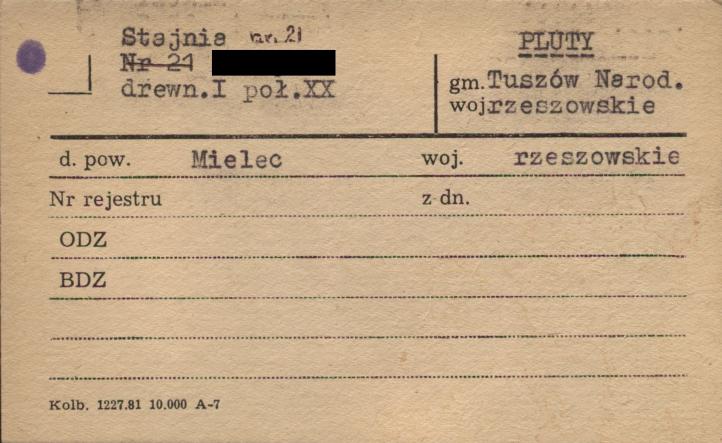 Stajnia nr. 21
Nr 21
drewn.I poł.XX
PLUTY
gm.Tuszów Narod.
woj.rzeszowskie
d. pow. Mielec woj. rzeszowskie
Nr rejestru z dn.
ODZ
BDZ
Kolb. 1227.81 10.000 A-7